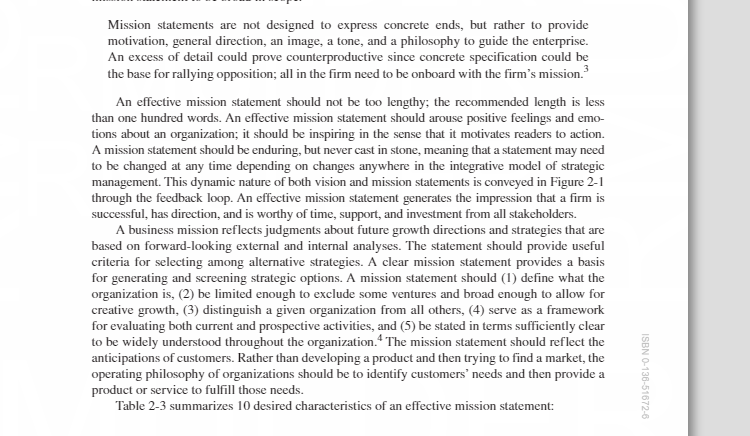 Mission statements are not designed to express concrete ends, but rather to provide
motivation, general direction, an image, a tone, and a philosophy to guide the enterprise.
An excess of detail could prove counterproductive since concrete specification could be
the base for rallying opposition; all in the firm need to be onboard with the firm's mission.3
An effective mission statement should not be too lengthy; the recommended length is less
than one hundred words. An effective mission statement should arouse positive feelings and emo-
tions about an organization; it should be inspiring in the sense that it motivates readers to action.
A mission statement should be enduring, but never cast in stone, meaning that a statement may need
to be changed at any time depending on changes anywhere in the integrative model of strategic
management. This dynamic nature of both vision and mission statements is conveyed in Figure 2-1
through the feedback loop. An effective mission statement generates the impression that a firm is
successful, has direction, and is worthy of time, support, and investment from all stakeholders.
A business mission reflects judgments about future growth directions and strategies that are
based on forward-looking external and internal analyses. The statement should provide useful
criteria for selecting among alternative strategies. A clear mission statement provides a basis
for generating and screening strategic options. A mission statement should (1) define what the
organization is, (2) be limited enough to exclude some ventures and broad enough to allow for
creative growth, (3) distinguish a given organization from all others, (4) serve as a framework
for evaluating both current and prospective activities, and (5) be stated in terms sufficiently clear
to be widely understood throughout the organization.4 The mission statement should reflect the
anticipations of customers. Rather than developing a product and then trying to find a market, the
operating philosophy of organizations should be to identify customers' needs and then provide a
product or service to fulfill those needs.
Table 2-3 summarizes 10 desired characteristics of an effective mission statement:
ISBN 0-136-51672-6